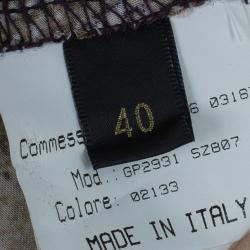 40
Commess 6 0318
Mod.: GP2931 SZ807
Colore: 02133
MADE IN ITALY